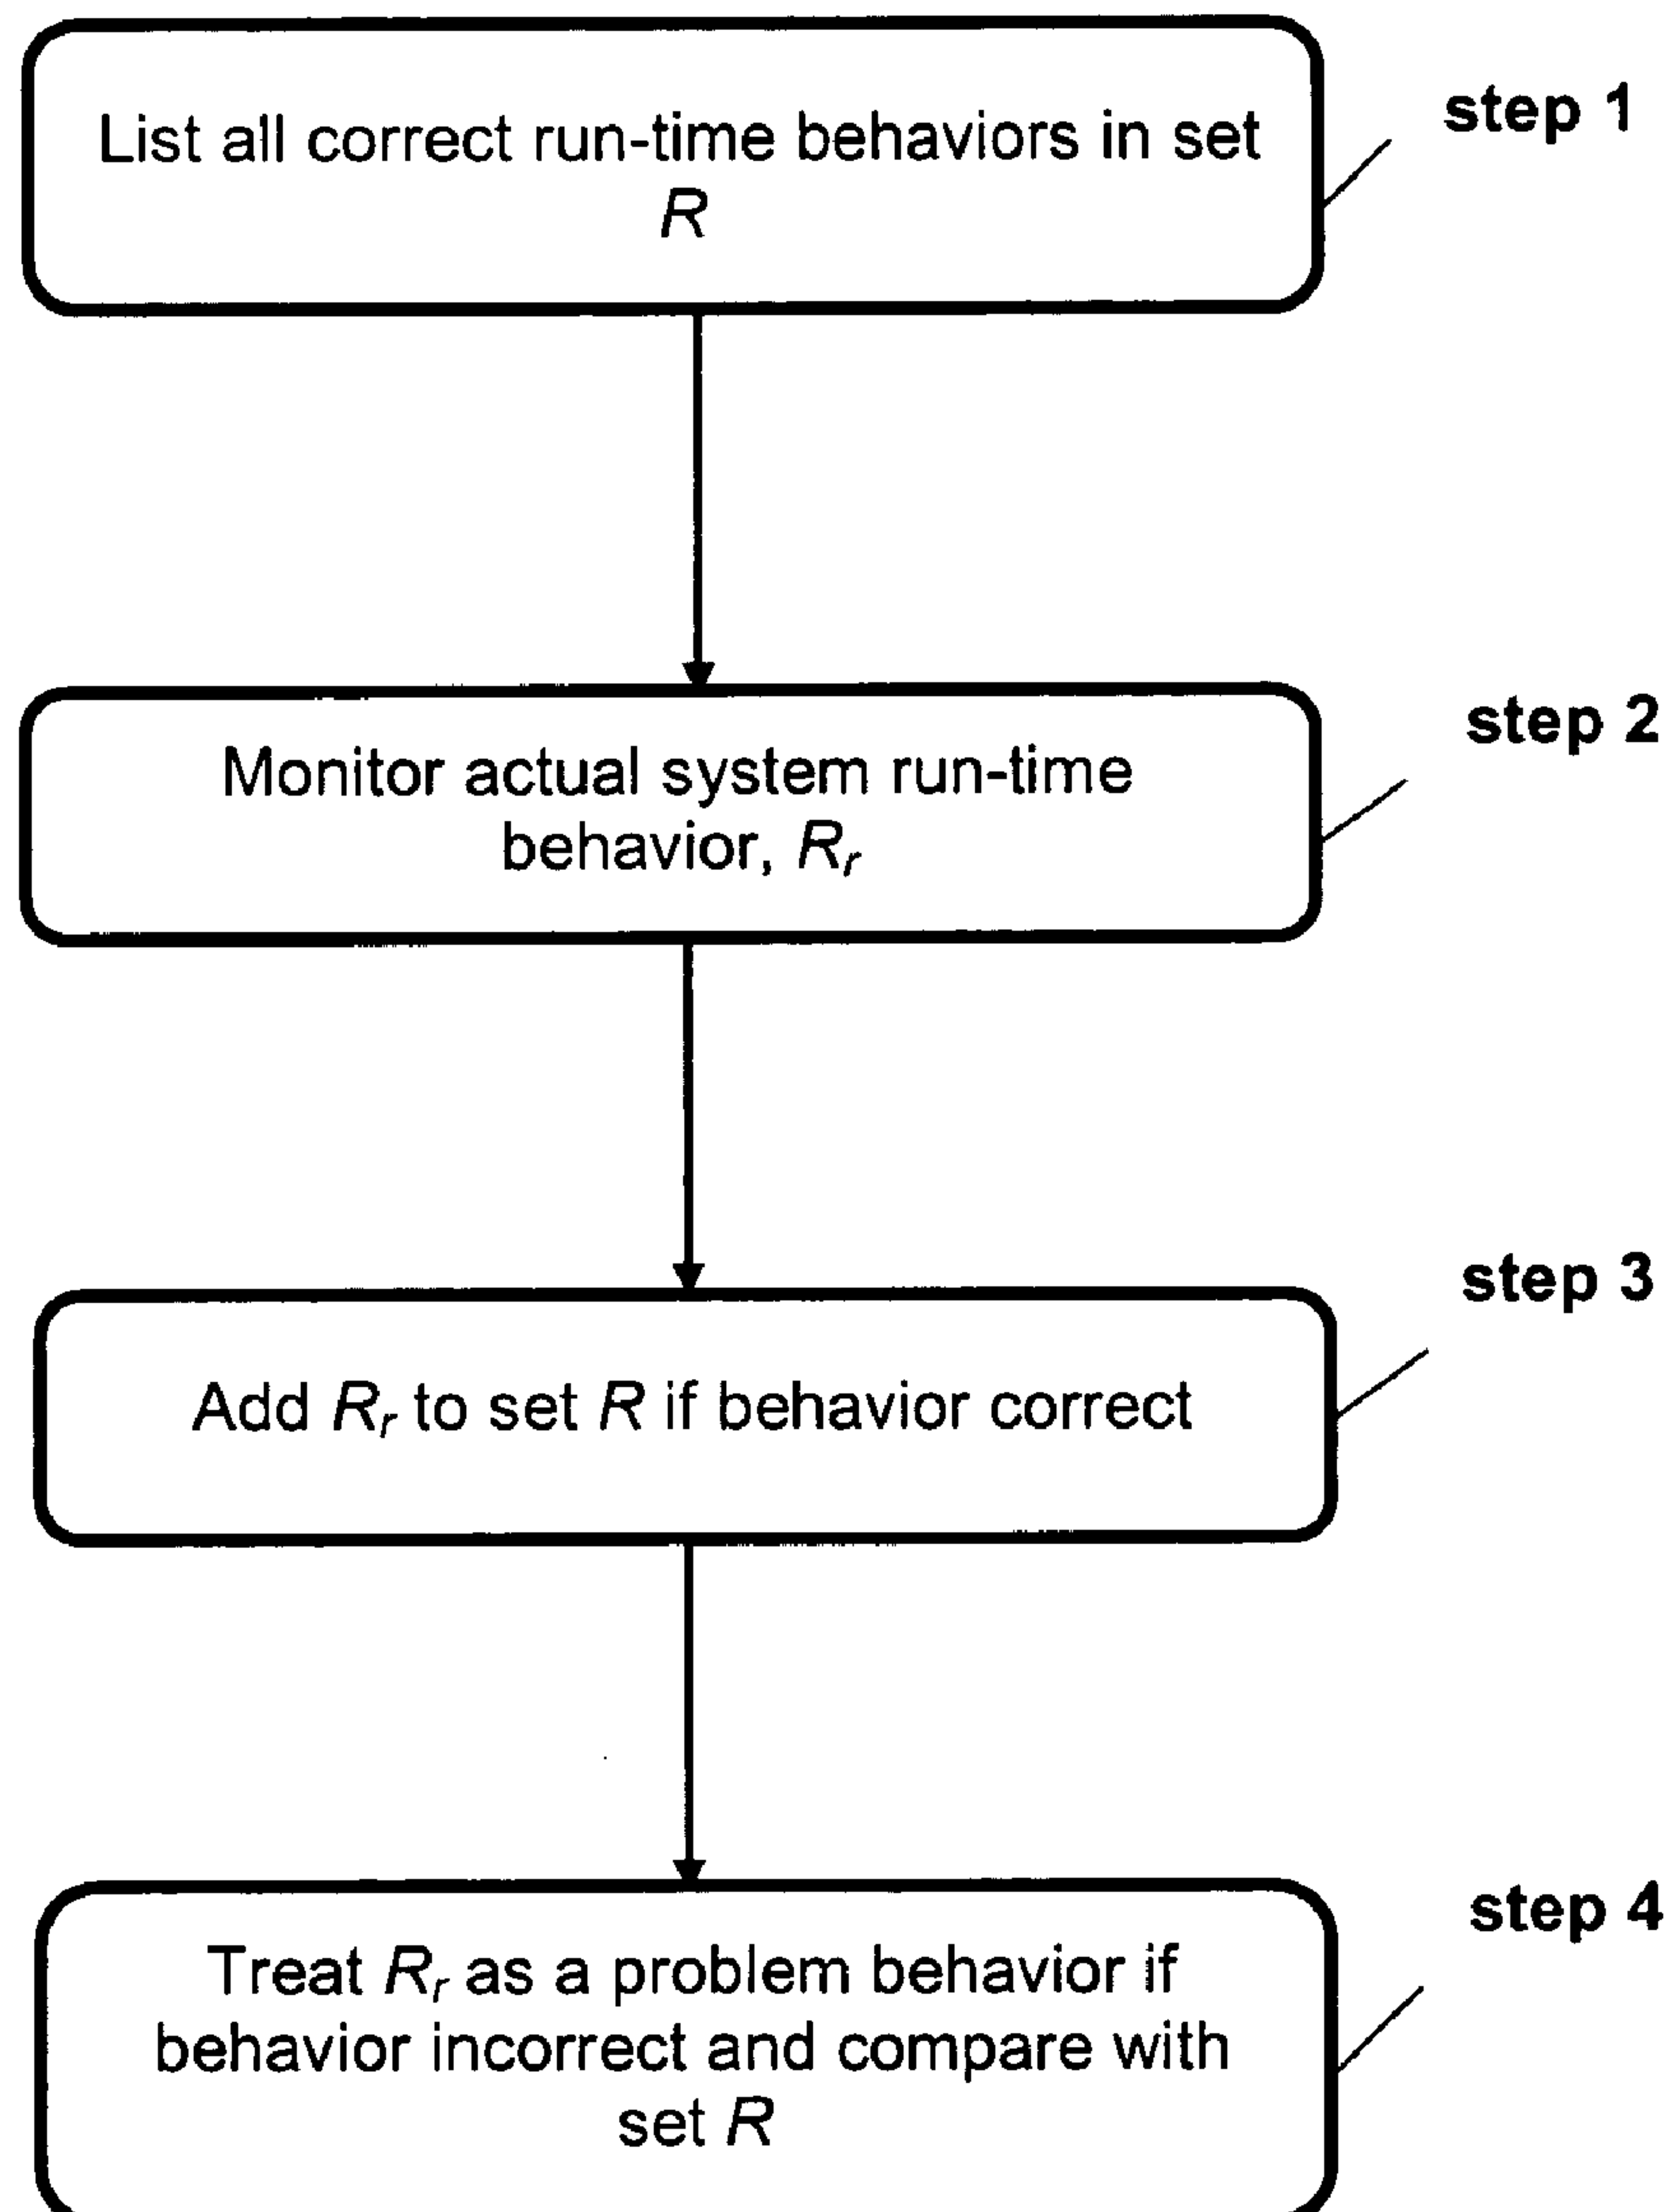 List all correct run-time behaviors in set
R
step 1
Monitor actual system run-time
behavior, Rr
step 2
Add Rr to set R if behavior correct
step 3
Treat Rr as a problem behavior if
behavior incorrect and compare with
set R
step 4